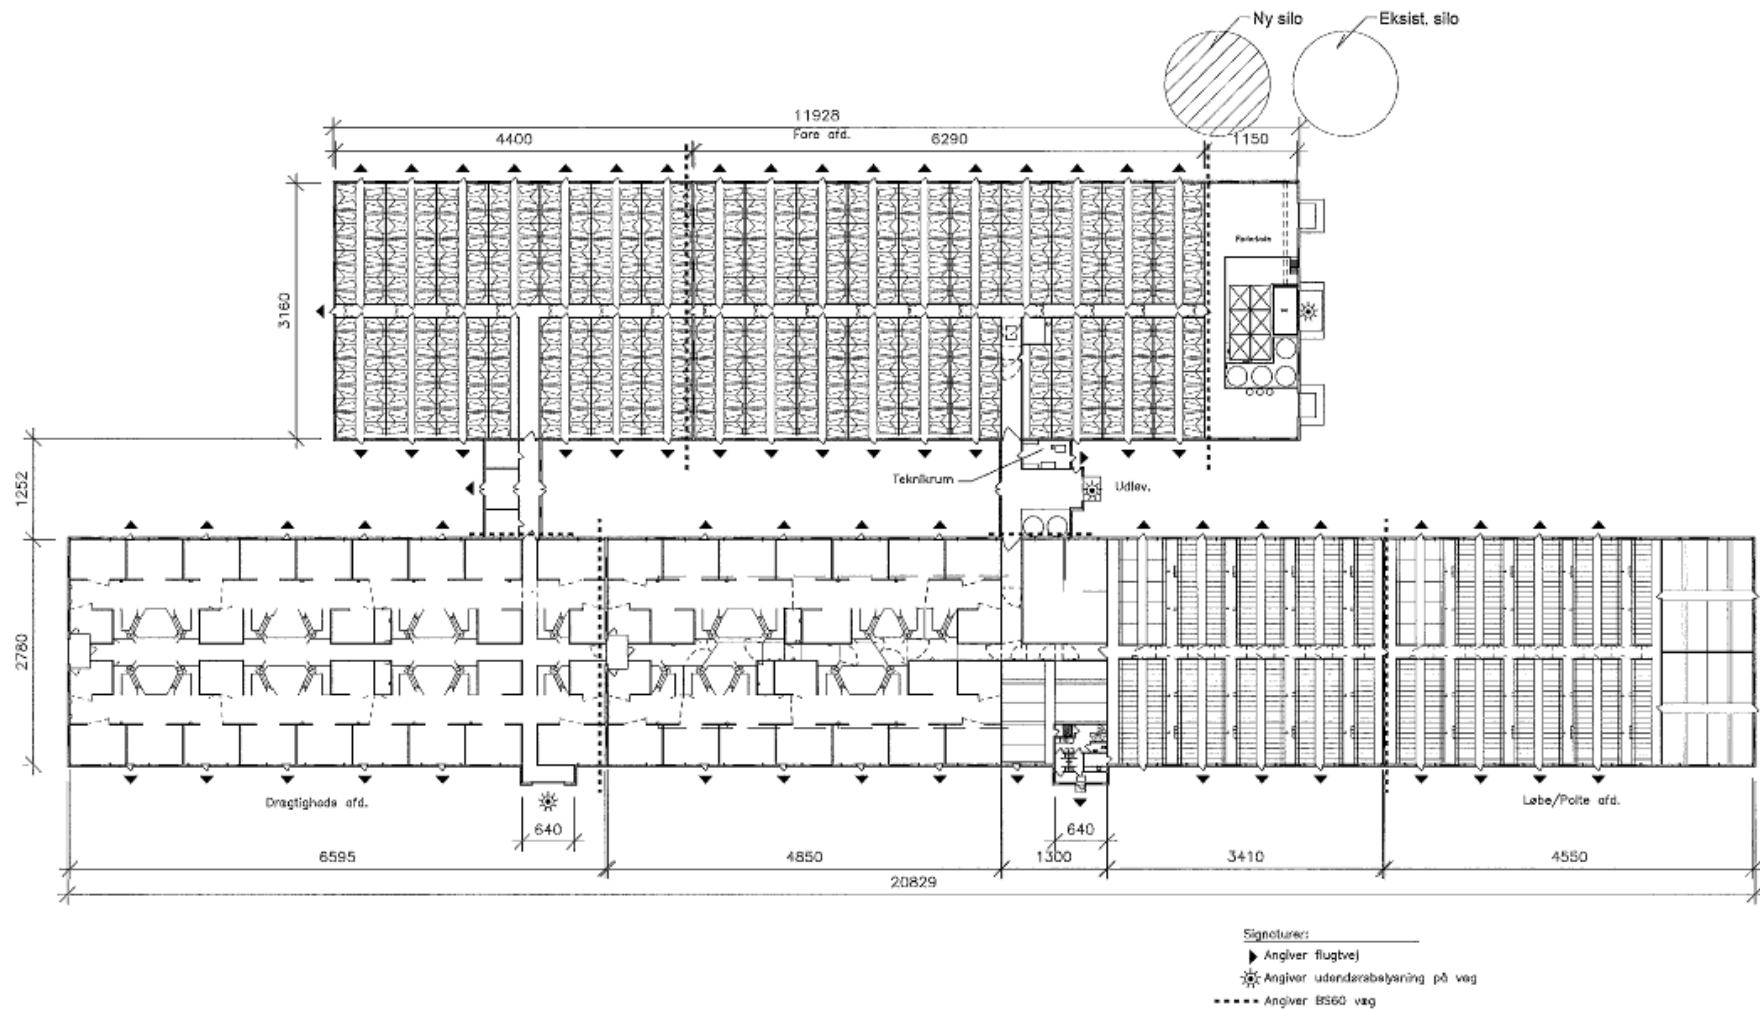 Ny silo
Eksist. silo
11928
Fare afd.
4400
6290
1150
3160
Teknikrum
Udlev.
1252
2780
Drægtigheds afd.
Løbe/Polte afd.
640
640
6595
4850
1300
3410
4550
20829
Signaturer:
Angiver flugtvej
Angiver udendørsbelysning på væg
Angiver BS60 væg